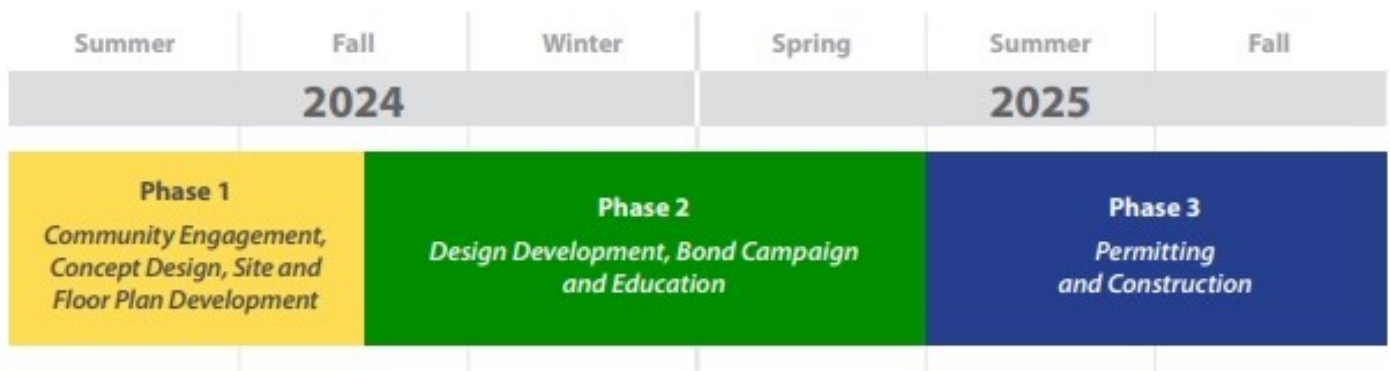 Summer Fall Winter Spring Summer Fall
2024 2025
Phase 1
Community Engagement,
Concept Design, Site and
Floor Plan Development
Phase 2
Design Development, Bond Campaign
and Education
Phase 3
Permitting
and Construction